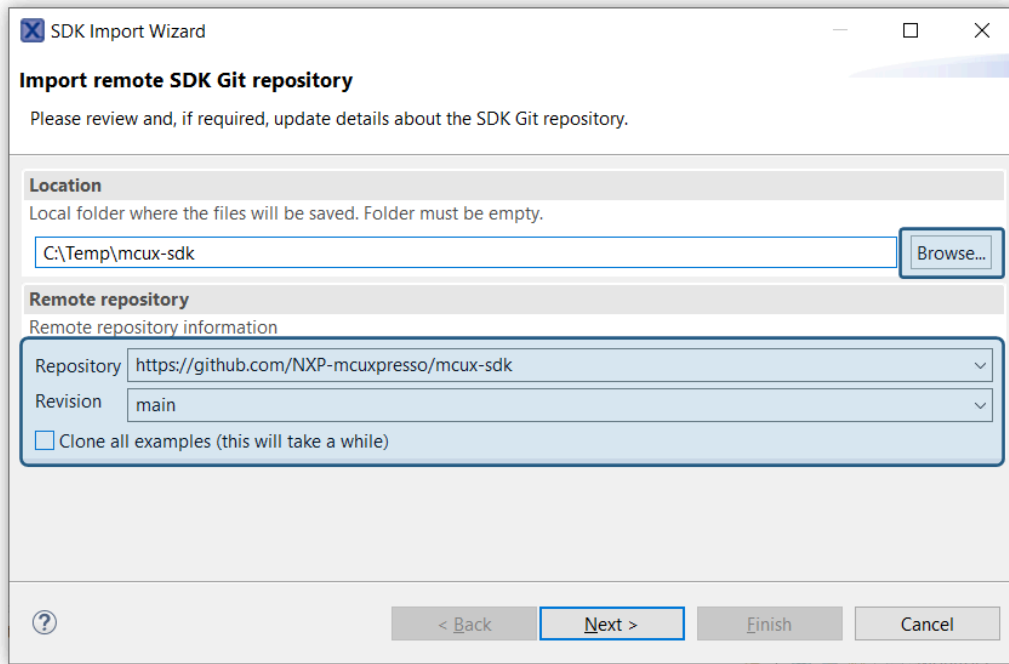 SDK Import Wizard
Import remote SDK Git repository
Please review and, if required, update details about the SDK Git repository.
Location
Local folder where the files will be saved. Folder must be empty.
C:\Temp\mcux-sdk
Browse...
Remote repository
Remote repository information
Repository https://github.com/NXP-mcuxpresso/mcux-sdk
Revision main
Clone all examples (this will take a while)
? < Back Next > Finish Cancel